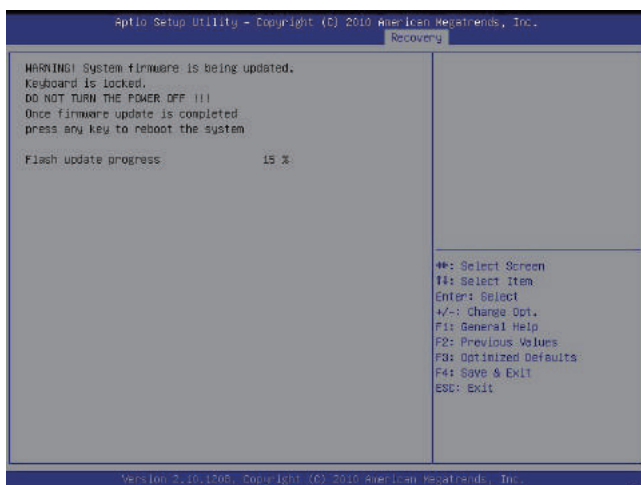 Aptio Setup Utility - Copyright (C) 2010 American Megatrends, Inc.
Recovery
WARNING! System firmware is being updated.
Keyboard is locked.
DO NOT TURN THE POWER OFF !!!
Once firmware update is completed
press any key to reboot the system
Flash update progress 15 %
↔: Select Screen
↑↓: Select Item
Enter: Select
+/-: Change Opt.
F1: General Help
F2: Previous Values
F3: Optimized Defaults
F4: Save & Exit
ESC: Exit
Version 2.10.1208. Copyright (C) 2010 American Megatrends, Inc.